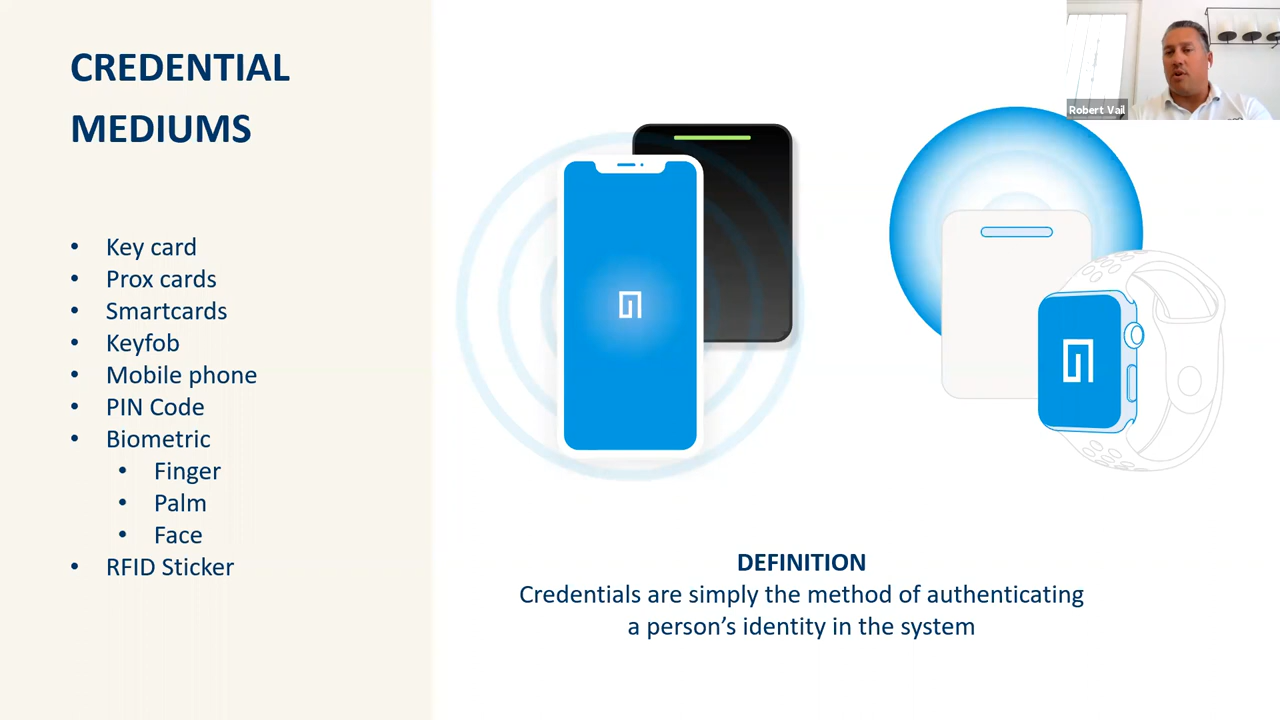 CREDENTIAL
MEDIUMS
• Key card
• Prox cards
• Smartcards
• Keyfob
• Mobile phone
• PIN Code
• Biometric
• Finger
• Palm
• Face
• RFID Sticker
Robert Vail
DEFINITION
Credentials are simply the method of authenticating
a person’s identity in the system